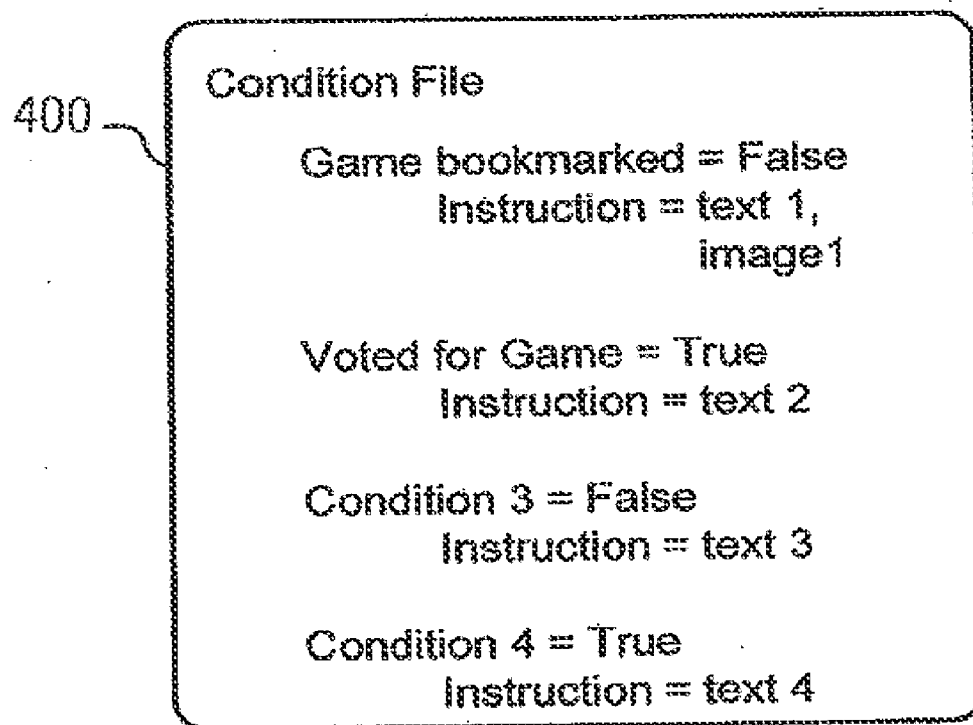 Condition File
400
Game bookmarked = False
Instruction = text 1,
image1
Voted for Game = True
Instruction = text 2
Condition 3 = False
Instruction = text 3
Condition 4 = True
Instruction = text 4